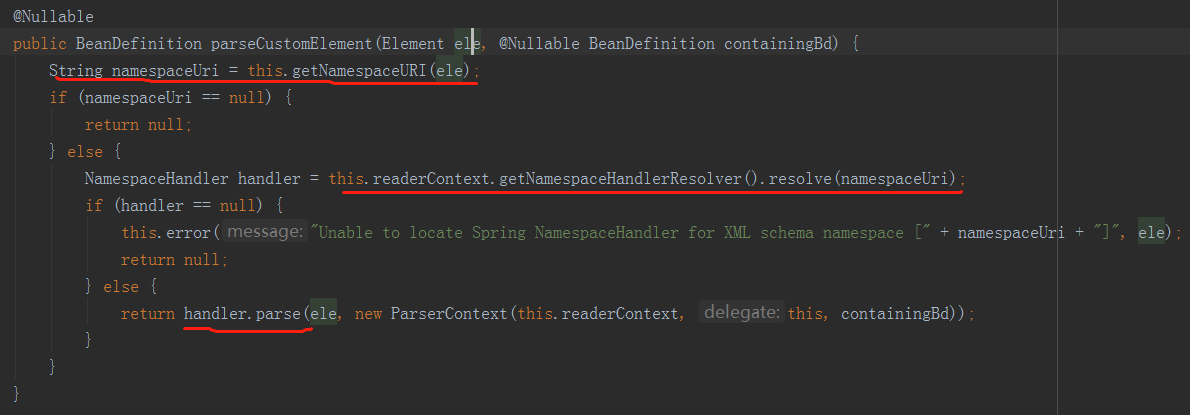 @Nullable
public BeanDefinition parseCustomElement(Element ele, @Nullable BeanDefinition containingBd) {
String namespaceUri = this.getNamespaceURI(ele);
if (namespaceUri == null) {
return null;
} else {
NamespaceHandler handler = this.readerContext.getNamespaceHandlerResolver().resolve(namespaceUri);
if (handler == null) {
this.error( message: "Unable to locate Spring NamespaceHandler for XML schema namespace [" + namespaceUri + "]", ele);
return null;
} else {
return handler.parse(ele, new ParserContext(this.readerContext, delegate: this, containingBd));
}
}
}